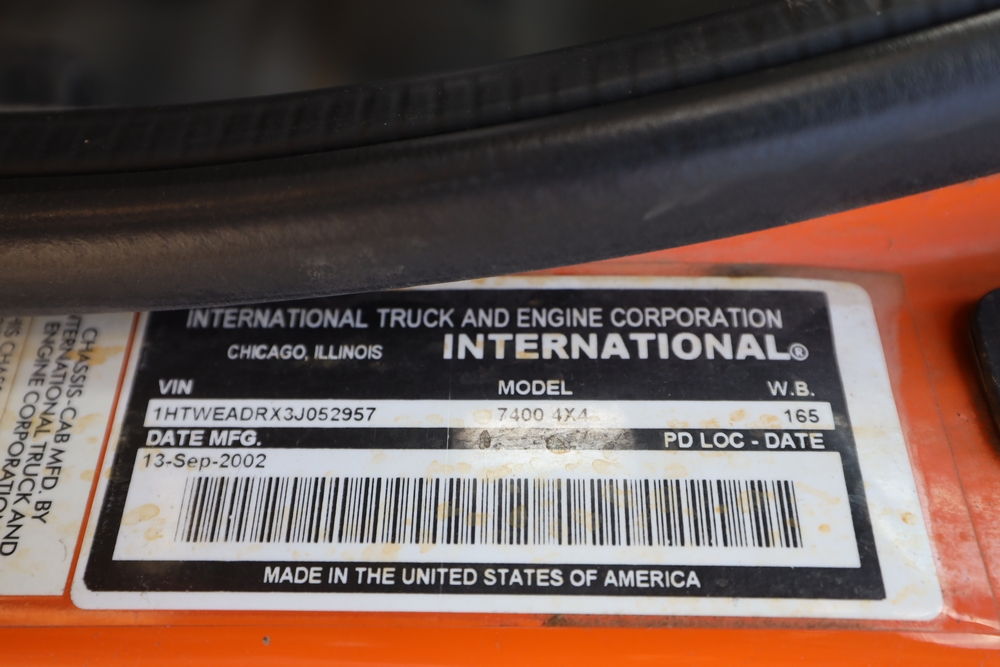 INTERNATIONAL TRUCK AND ENGINE CORPORATION
CHICAGO, ILLINOIS INTERNATIONAL®
VIN MODEL W.B.
1HTWEADRX3J052957 7400 4X4 165
DATE MFG. PD LOC - DATE
13-Sep-2002
MADE IN THE UNITED STATES OF AMERICA
CHASSIS-CAB MFD. BY
INTERNATIONAL TRUCK AND
ENGINE CORPORATION